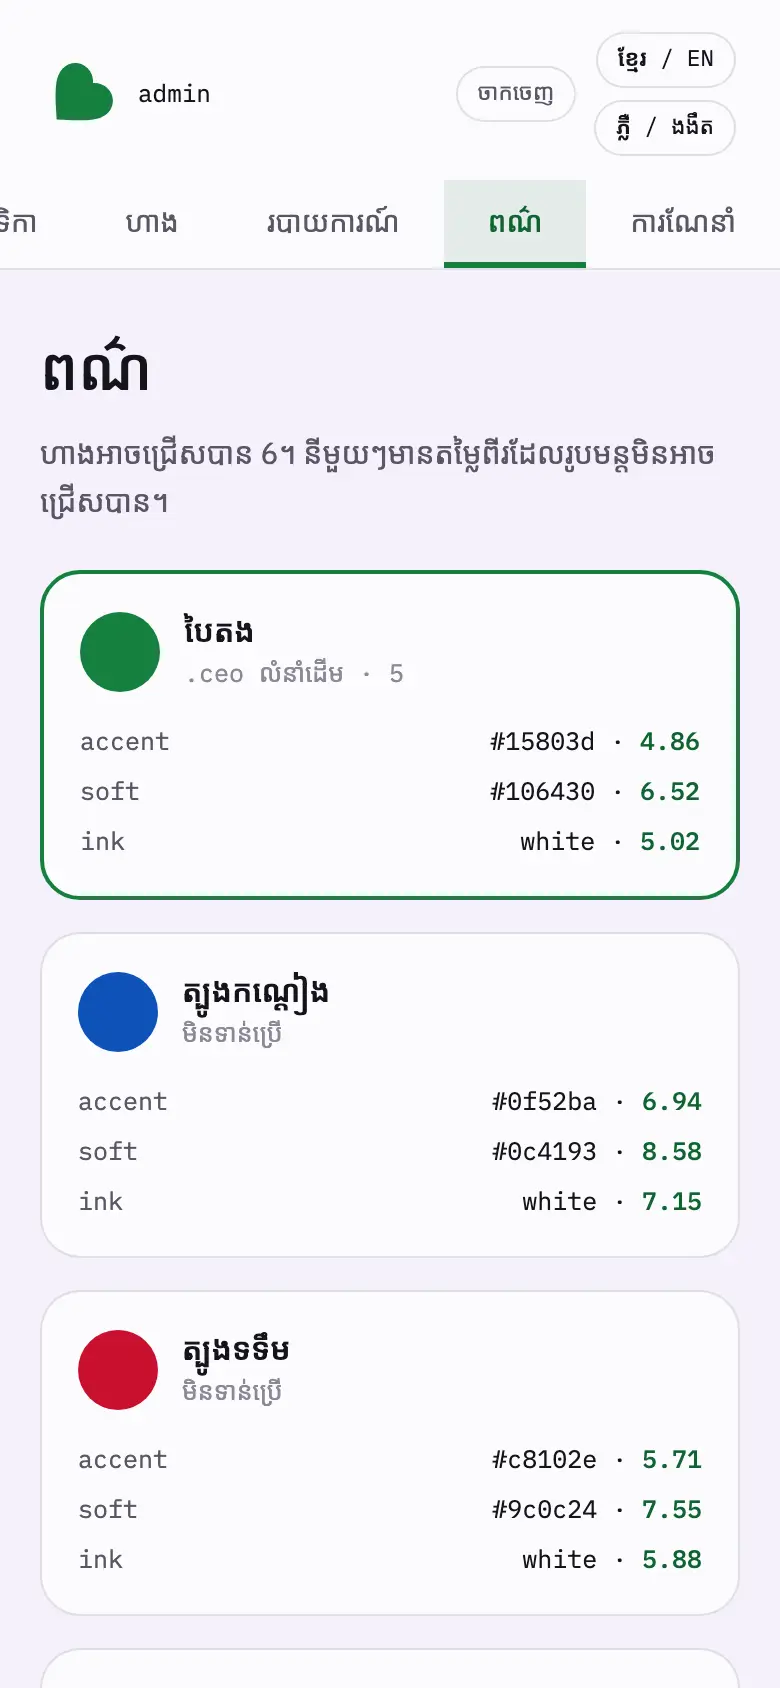 admin
ចាកចេញ
ខ្មែរ / EN
ភ្លឺ / ងងឹត
ហាង
របាយការណ៍
ពណ៌
ការណែនាំ
ពណ៌
ហាងអាចជ្រើសបាន 6។ នីមួយៗមានតម្លៃពីរដែលរូបមន្តមិនអាច
ជ្រើសបាន។
បៃតង
.ceo លំនាំដើម · 5
accent #15803d · 4.86
soft #106430 · 6.52
ink white · 5.02
ត្បូងកណ្តៀង
មិនទាន់ប្រើ
accent #0f52ba · 6.94
soft #0c4193 · 8.58
ink white · 7.15
ត្បូងទទឹម
មិនទាន់ប្រើ
accent #c8102e · 5.71
soft #9c0c24 · 7.55
ink white · 5.88